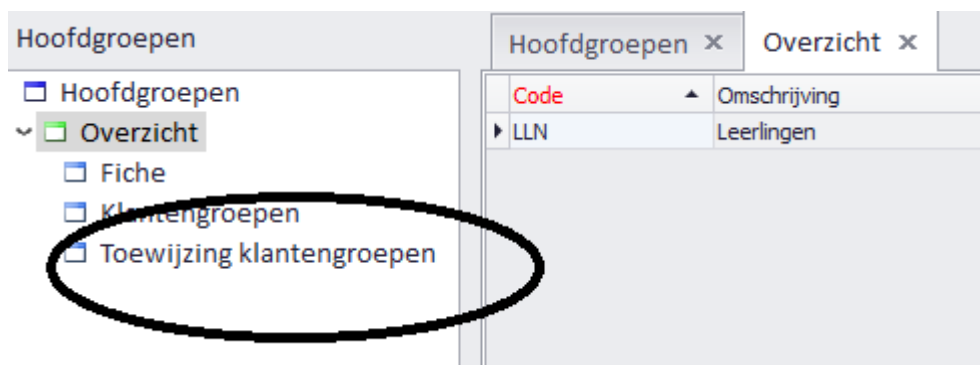 Hoofdgroepen
Hoofdgroepen
Overzicht
Fiche
Klantengroepen
Toewijzing klantengroepen
Hoofdgroepen × Overzicht ×
Code Omschrijving
LLN Leerlingen